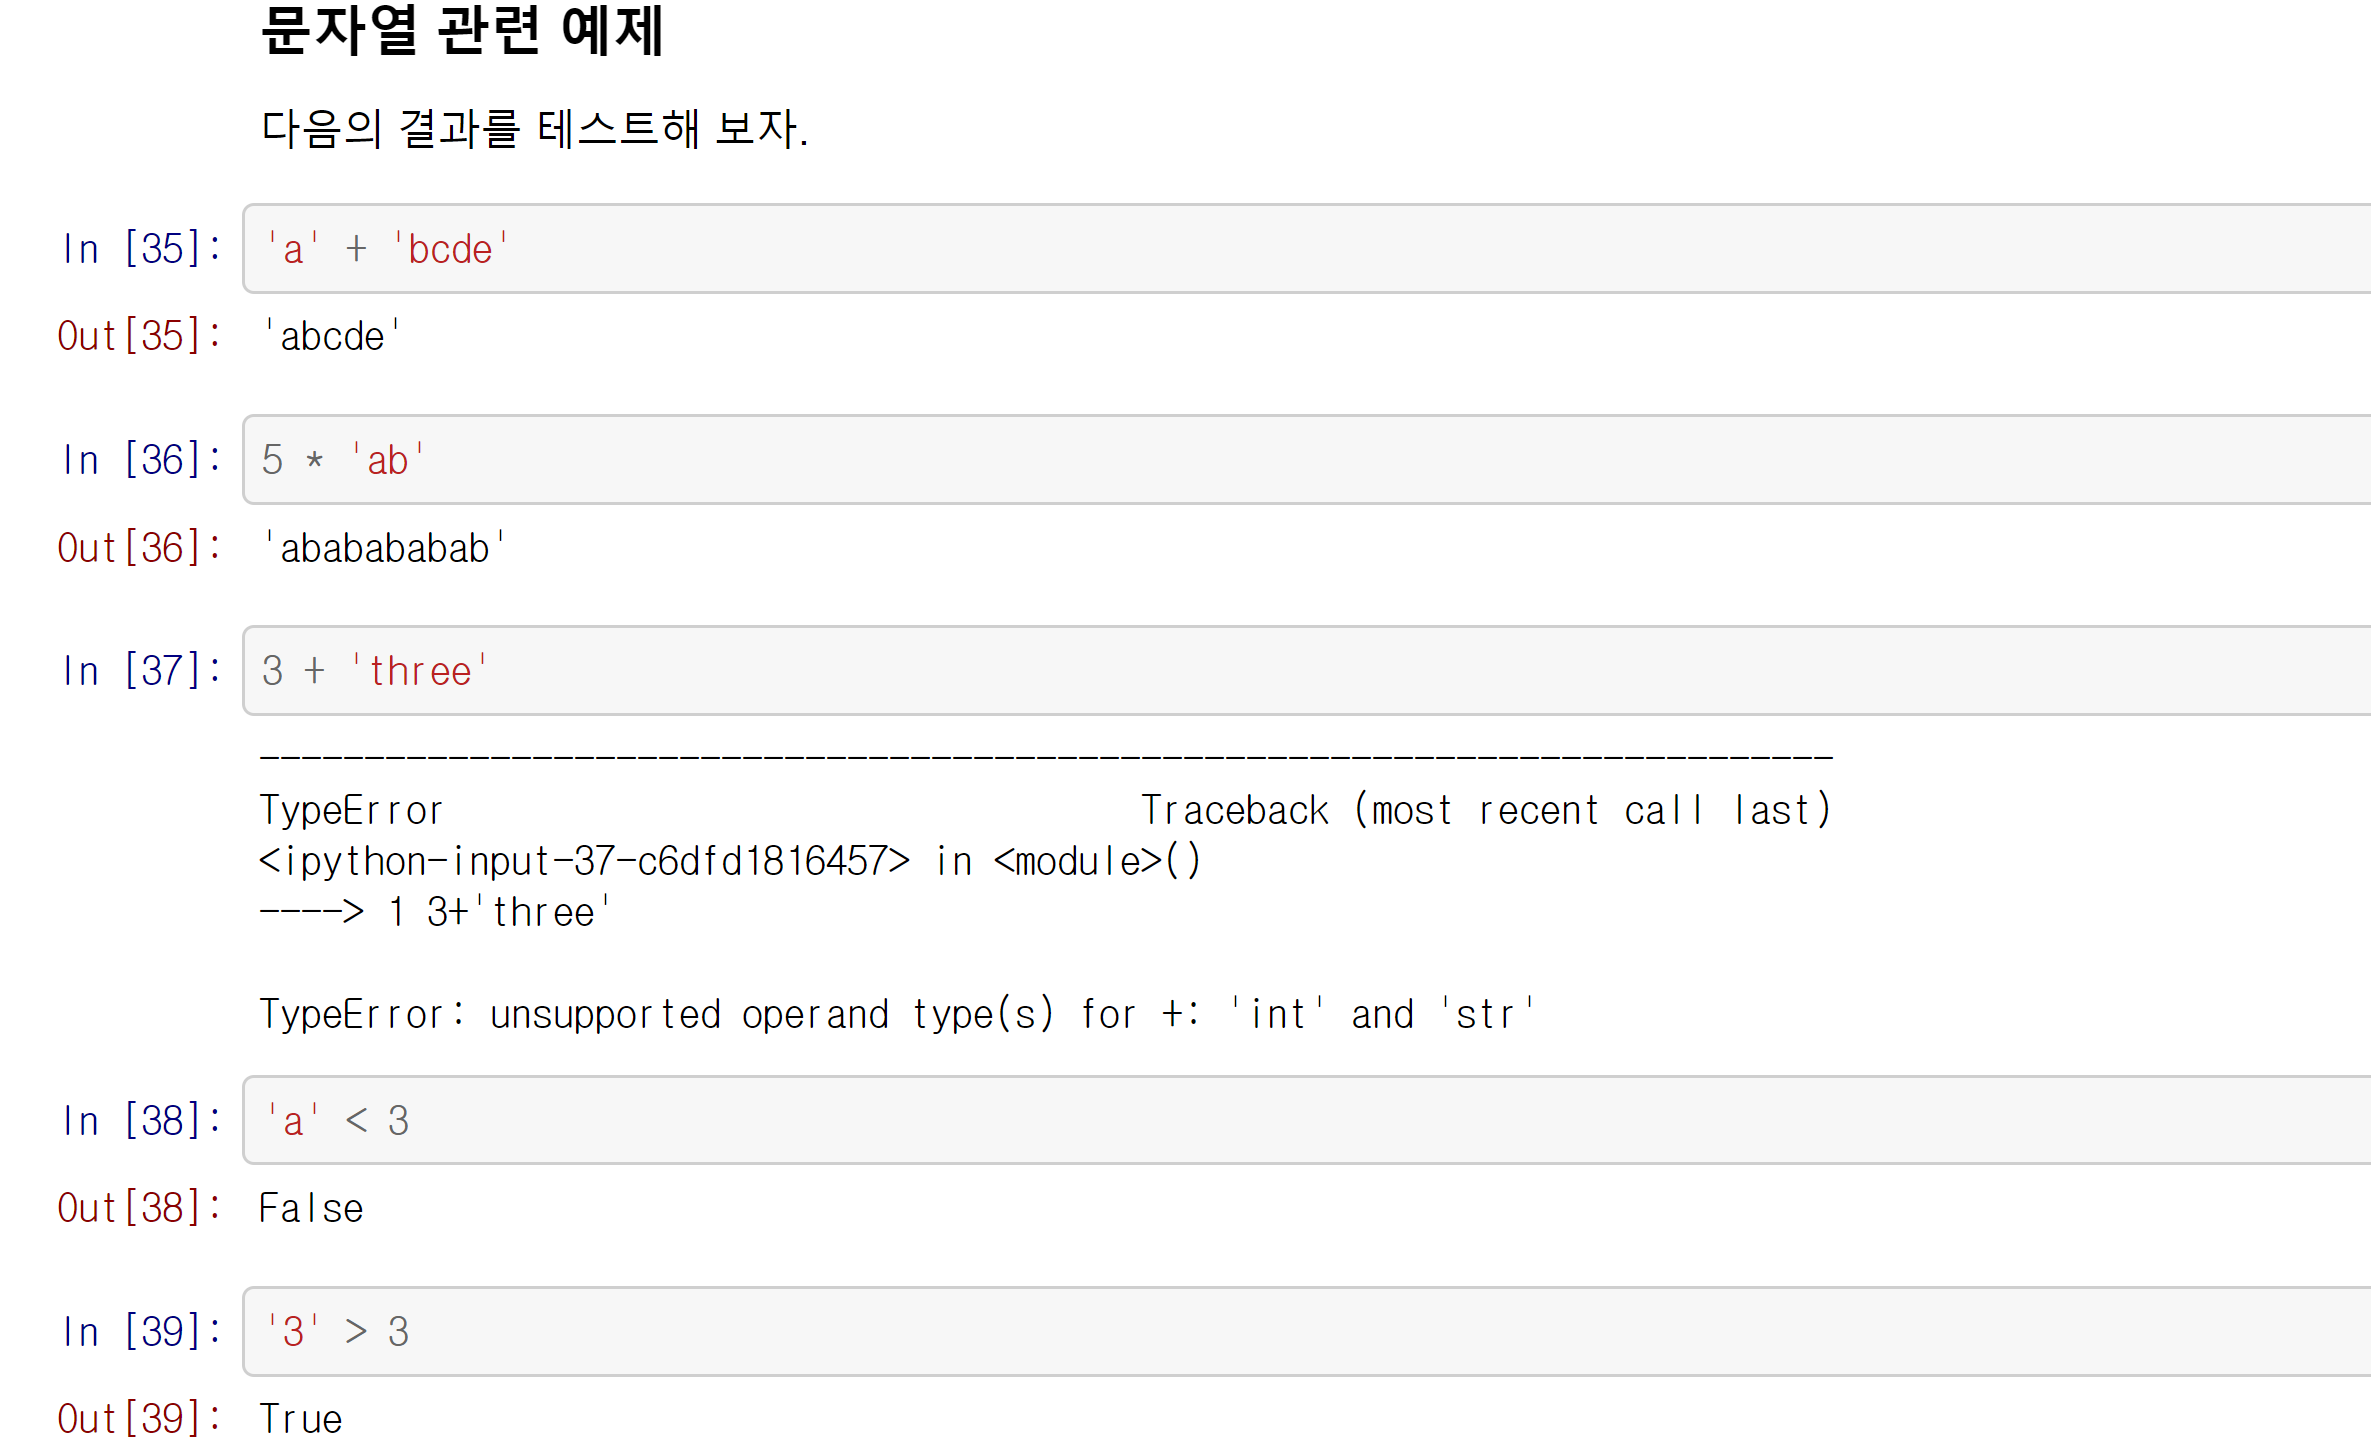 문자열 관련 예제
다음의 결과를 테스트해 보자.
In [35]: 'a' + 'bcde'
Out[35]: 'abcde'
In [36]: 5 * 'ab'
Out[36]: 'ababababab'
In [37]: 3 + 'three'
---------------------------------------------------------------------------
TypeError                                 Traceback (most recent call last)
<ipython-input-37-c6dfd1816457> in <module>()
----> 1 3+'three'
TypeError: unsupported operand type(s) for +: 'int' and 'str'
In [38]: 'a' < 3
Out[38]: False
In [39]: '3' > 3
Out[39]: True